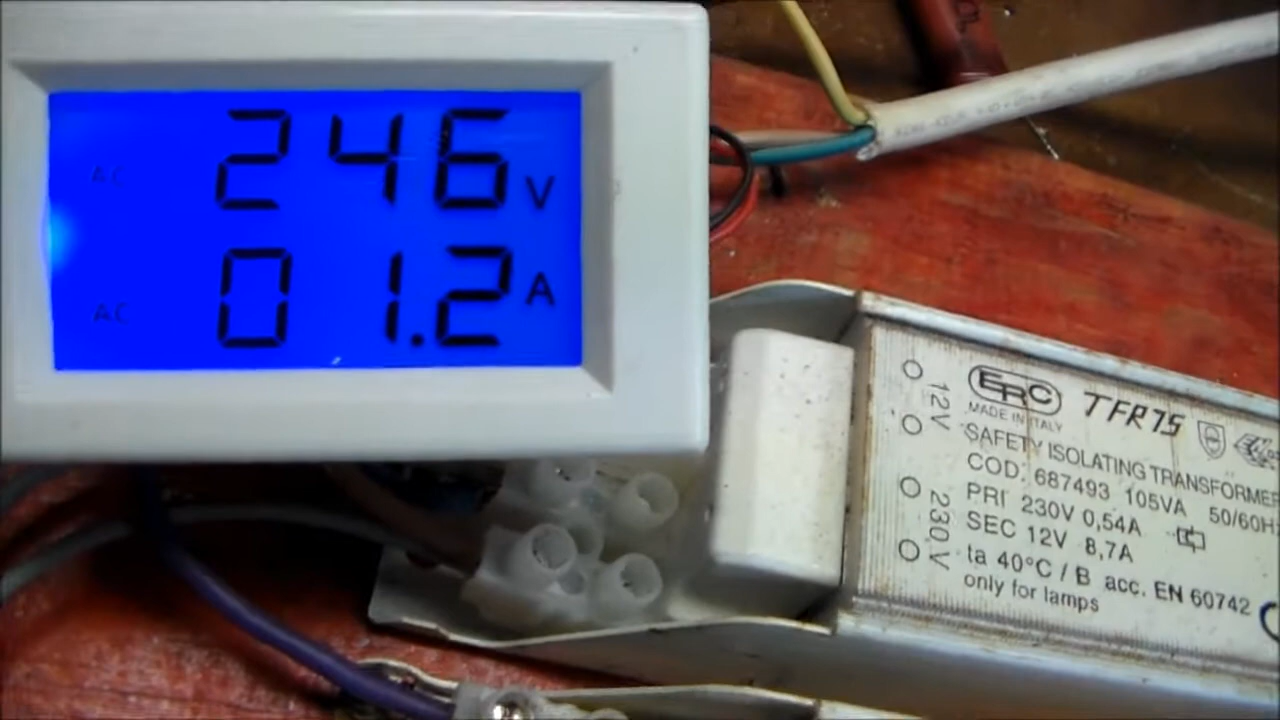 AC 246 V
AC 01.2 A
12V
230V
ERC TFR75
MADE IN ITALY
SAFETY ISOLATING TRANSFORMER
COD. 687493 105VA 50/60H
PRI 230V 0,54A
SEC 12V 8,7A
ta 40°C / B acc. EN 60742
only for lamps